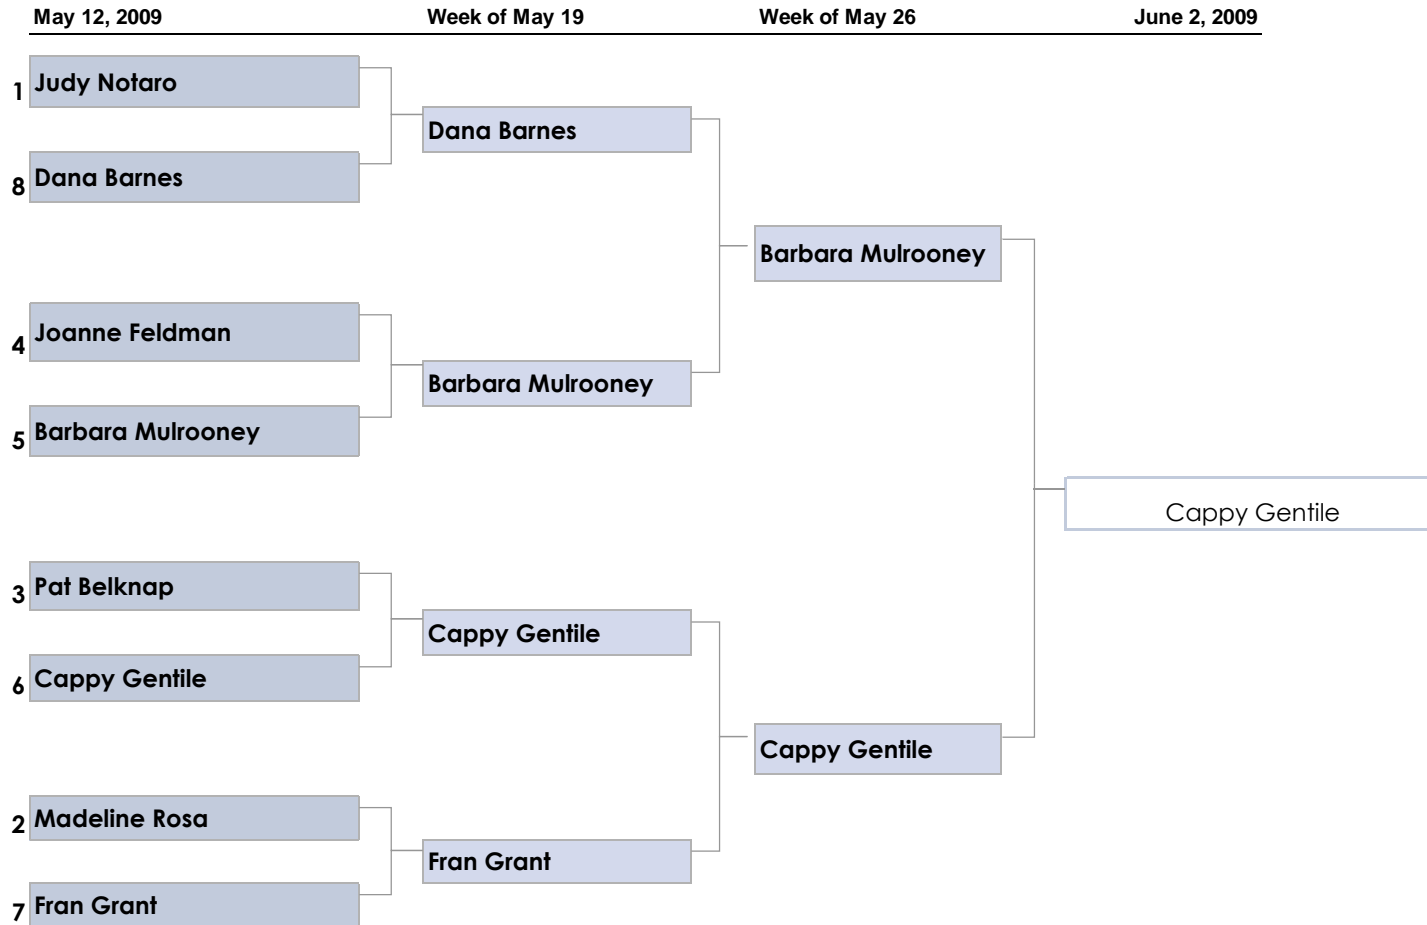 May 12, 2009 Week of May 19 Week of May 26 June 2, 2009
1 Judy Notaro
Dana Barnes
8 Dana Barnes
Barbara Mulrooney
4 Joanne Feldman
Barbara Mulrooney
5 Barbara Mulrooney
Cappy Gentile
3 Pat Belknap
Cappy Gentile
6 Cappy Gentile
Cappy Gentile
2 Madeline Rosa
Fran Grant
7 Fran Grant